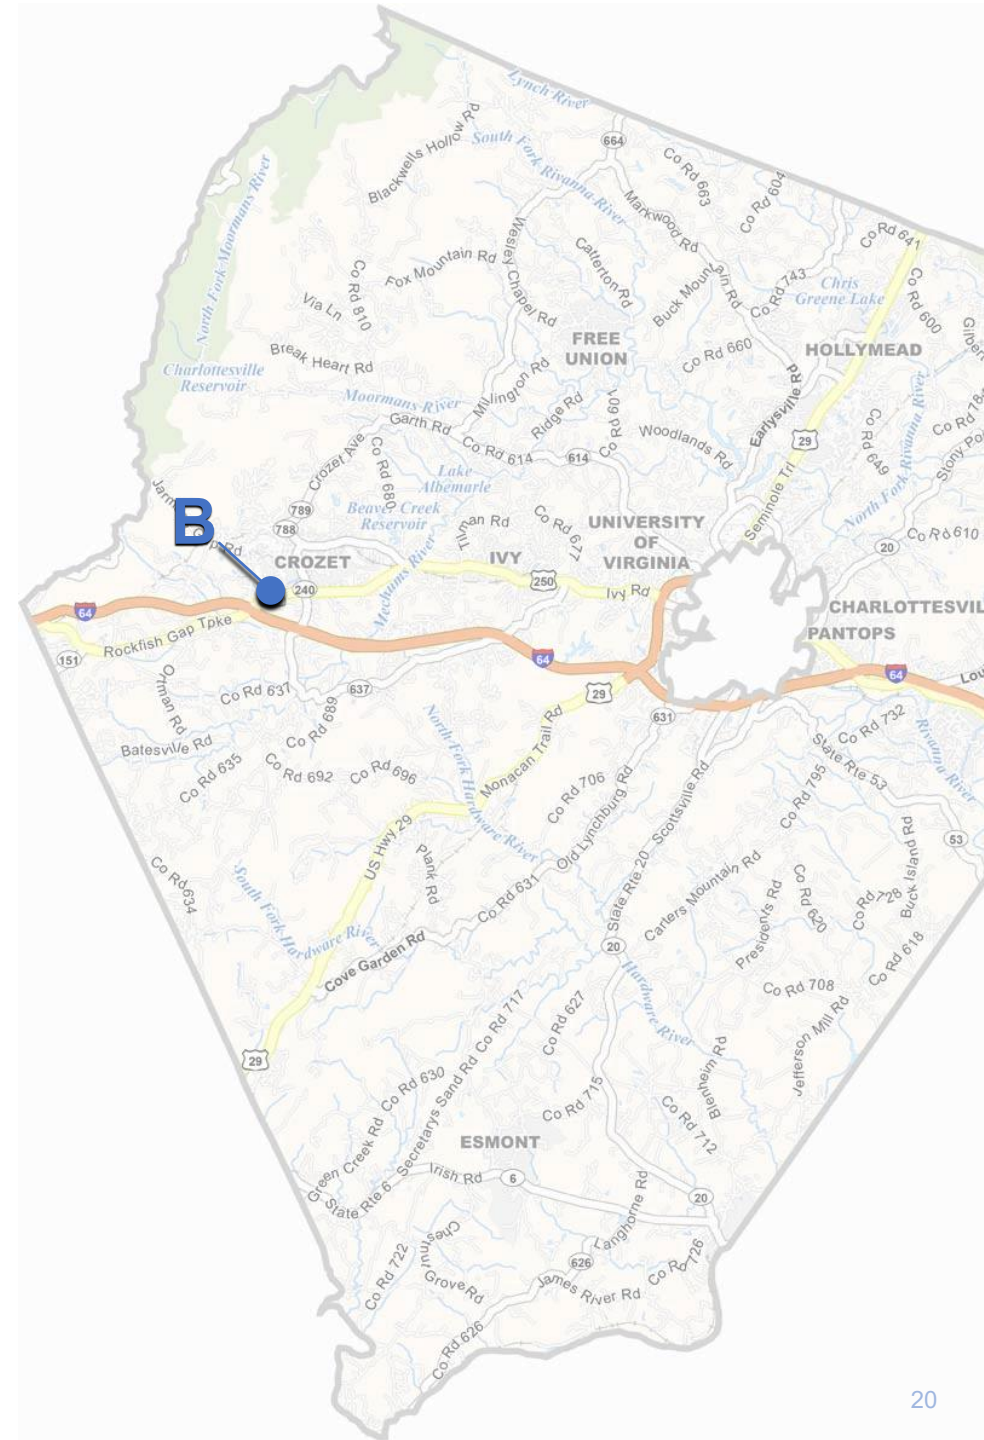 Lynch River
664
South Fork Rivanna River
Blackwells Hollow Rd
Co Rd 663
Co Rd 604
Markwood Rd
Co Rd 641
North Fork Moormans River
Wesley Chapel Rd
Catterton Rd
Fox Mountain Rd
Co Rd 810
Buck Mountain Rd
Co Rd 743
Chris
Greene Lake
Co Rd 600
Via Ln
FREE
UNION
Co Rd 660
HOLLYMEAD
Break Heart Rd
Charlottesville
Reservoir
Moormans River
Millington Rd
Ridge Rd
Co Rd 601
Earlysville Rd
Garth Rd
Co Rd 614
614
Woodlands Rd
29
Co Rd 649
North Fork Rivanna River
Crozet Ave
Co Rd 680
Lake
Albemarle
Seminole Trl
B
789
788
Beaver Creek
Reservoir
Co Rd 677
UNIVERSITY
OF
VIRGINIA
20
Co Rd 610
CROZET
IVY
240
250
Ivy Rd
Mechums River
64
Rockfish Gap Tpke
151
CHARLOTTESVIL
PANTOPS
64
64
Lou
Ortman Rd
Co Rd 637
637
29
631
Co Rd 689
Batesville Rd
Co Rd 635
Co Rd 692
Co Rd 696
North Fork Hardware River
Monacan Trail Rd
Co Rd 706
Old Lynchburg Rd
Scottsville Rd
State Rte 20
Co Rd 732
State Rte 53
Rivanna River
Co Rd 795
53
US Hwy 29
Plank Rd
Co Rd 634
South Fork Hardware River
Co Rd 631
Cove Garden Rd
Carters Mountain Rd
Presidents Rd
Co Rd 620
Co Rd 728
Buck Island Rd
Co Rd 618
20
Hardware River
Co Rd 708
Jefferson Mill Rd
29
Co Rd 717
Co Rd 627
Blenheim Rd
Co Rd 630
Secretarys Sand Rd
Co Rd 715
Co Rd 712
Green Creek Rd
ESMONT
State Rte 6
Irish Rd
6
20
Langhorne Rd
Chestnut Grove Rd
Co Rd 722
626
Co Rd 726
James River Rd
Co Rd 626
20